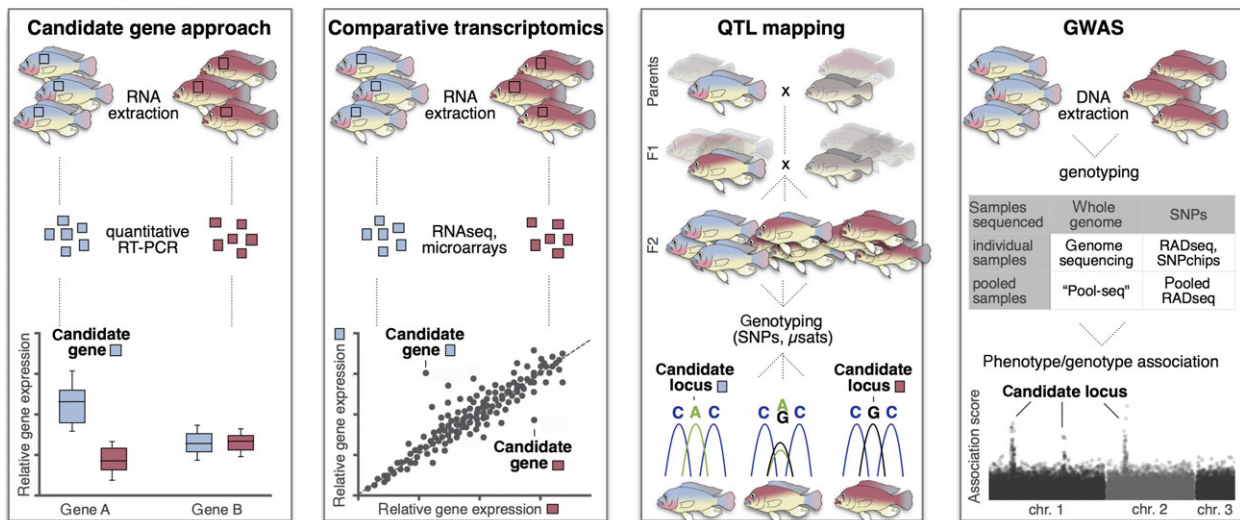 Candidate gene approach
RNA
extraction
quantitative
RT-PCR
Candidate
gene
Relative gene expression
Gene A
Gene B
Comparative transcriptomics
RNA
extraction
RNAseq,
microarrays
Candidate
gene
Candidate
gene
Relative gene expression
Relative gene expression
QTL mapping
Parents
x
F1
x
F2
Genotyping
(SNPs, µsats)
Candidate
locus
Candidate
locus
C A C
C A C
G
C G C
GWAS
DNA
extraction
genotyping
Samples sequenced Whole genome SNPs
individual samples Genome sequencing RADseq, SNPchips
pooled samples "Pool-seq" Pooled RADseq
Phenotype/genotype association
Candidate locus
Association score
chr. 1 chr. 2 chr. 3